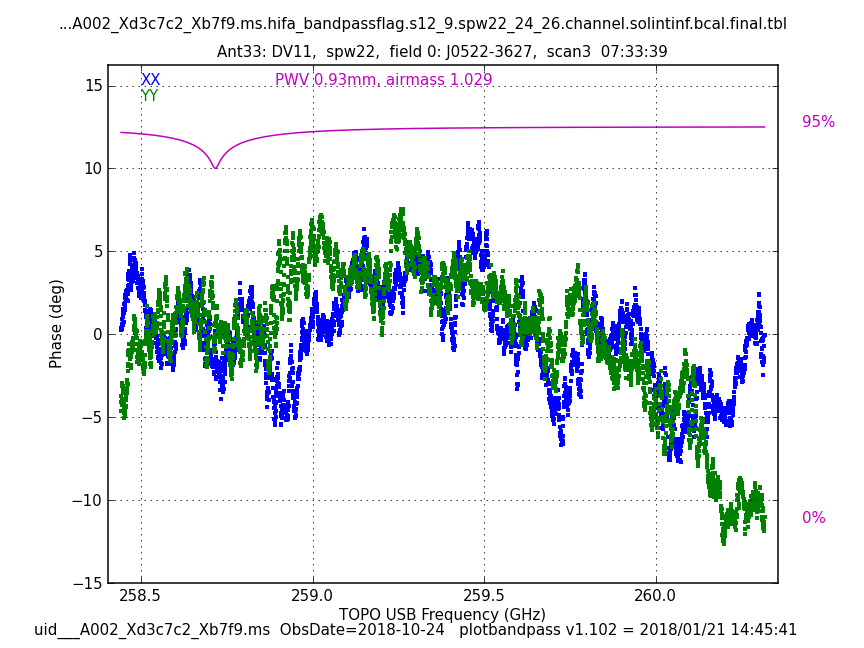 ...A002_Xd3c7c2_Xb7f9.ms.hifa_bandpassflag.s12_9.spw22_24_26.channel.solintinf.bcal.final.tbl
Ant33: DV11,  spw22,  field 0: J0522-3627,  scan3  07:33:39
XX
YY
PWV 0.93mm, airmass 1.029
95%
0%
15
10
5
0
−5
−10
−15
Phase (deg)
258.5
259.0
259.5
260.0
TOPO USB Frequency (GHz)
uid___A002_Xd3c7c2_Xb7f9.ms  ObsDate=2018-10-24   plotbandpass v1.102 = 2018/01/21 14:45:41